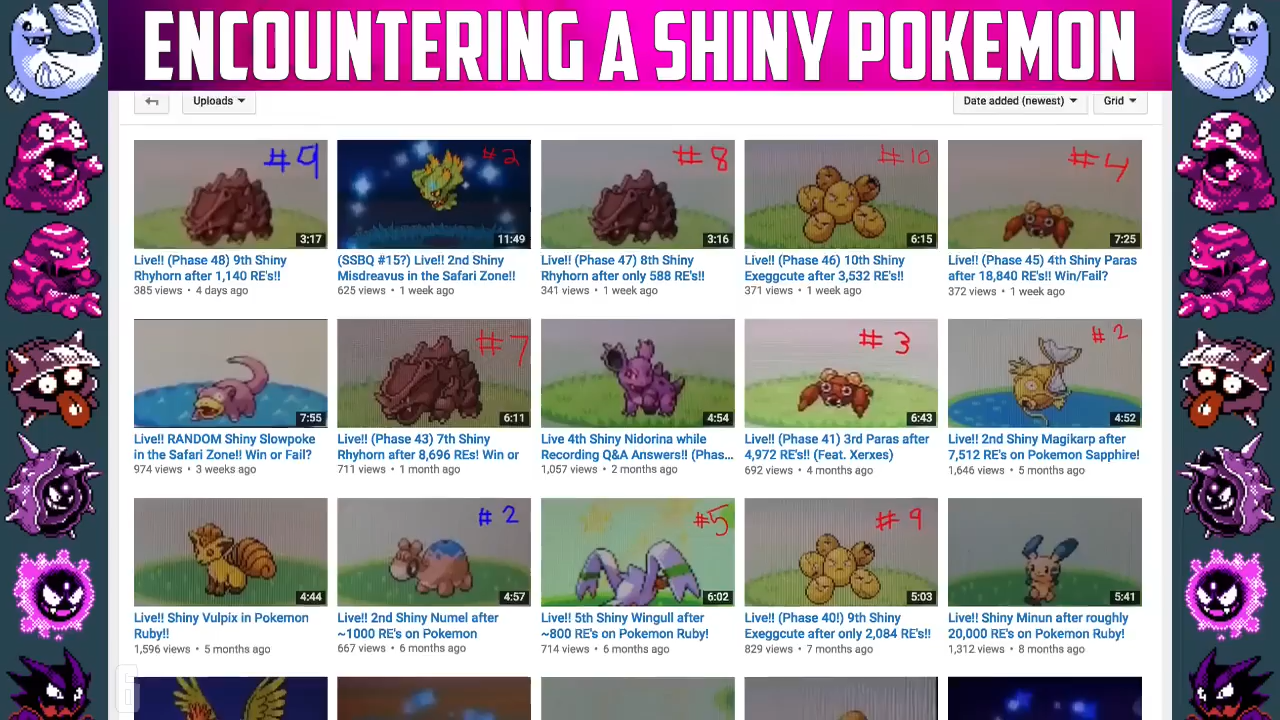 ENCOUNTERING A SHINY POKEMON
Uploads
Date added (newest)
Grid
#9
#2
#8
#10
#4
3:17
11:49
3:16
6:15
7:25
Live!! (Phase 48) 9th Shiny
Rhyhorn after 1,140 RE's!!
385 views • 4 days ago
(SSBQ #15?) Live!! 2nd Shiny
Misdreavus in the Safari Zone!!
625 views • 1 week ago
Live!! (Phase 47) 8th Shiny
Rhyhorn after only 588 RE's!!
341 views • 1 week ago
Live!! (Phase 46) 10th Shiny
Exeggcute after 3,532 RE's!!
371 views • 1 week ago
Live!! (Phase 45) 4th Shiny Paras
after 18,840 RE's!! Win/Fail?
372 views • 1 week ago
#7
#3
#2
7:55
6:11
4:54
6:43
4:52
Live!! RANDOM Shiny Slowpoke
in the Safari Zone!! Win or Fail?
974 views • 3 weeks ago
Live!! (Phase 43) 7th Shiny
Rhyhorn after 8,696 REs! Win or
711 views • 1 month ago
Live 4th Shiny Nidorina while
Recording Q&A Answers!! (Phas...
1,057 views • 2 months ago
Live!! (Phase 41) 3rd Paras after
4,972 RE's!! (Feat. Xerxes)
692 views • 4 months ago
Live!! 2nd Shiny Magikarp after
7,512 RE's on Pokemon Sapphire!
1,646 views • 5 months ago
#2
#5
#9
4:44
4:57
6:02
5:03
5:41
Live!! Shiny Vulpix in Pokemon
Ruby!!
1,596 views • 5 months ago
Live!! 2nd Shiny Numel after
~1000 RE's on Pokemon
667 views • 6 months ago
Live!! 5th Shiny Wingull after
~800 RE's on Pokemon Ruby!
714 views • 6 months ago
Live!! (Phase 40!) 9th Shiny
Exeggcute after only 2,084 RE's!!
829 views • 7 months ago
Live!! Shiny Minun after roughly
20,000 RE's on Pokemon Ruby!
1,312 views • 8 months ago